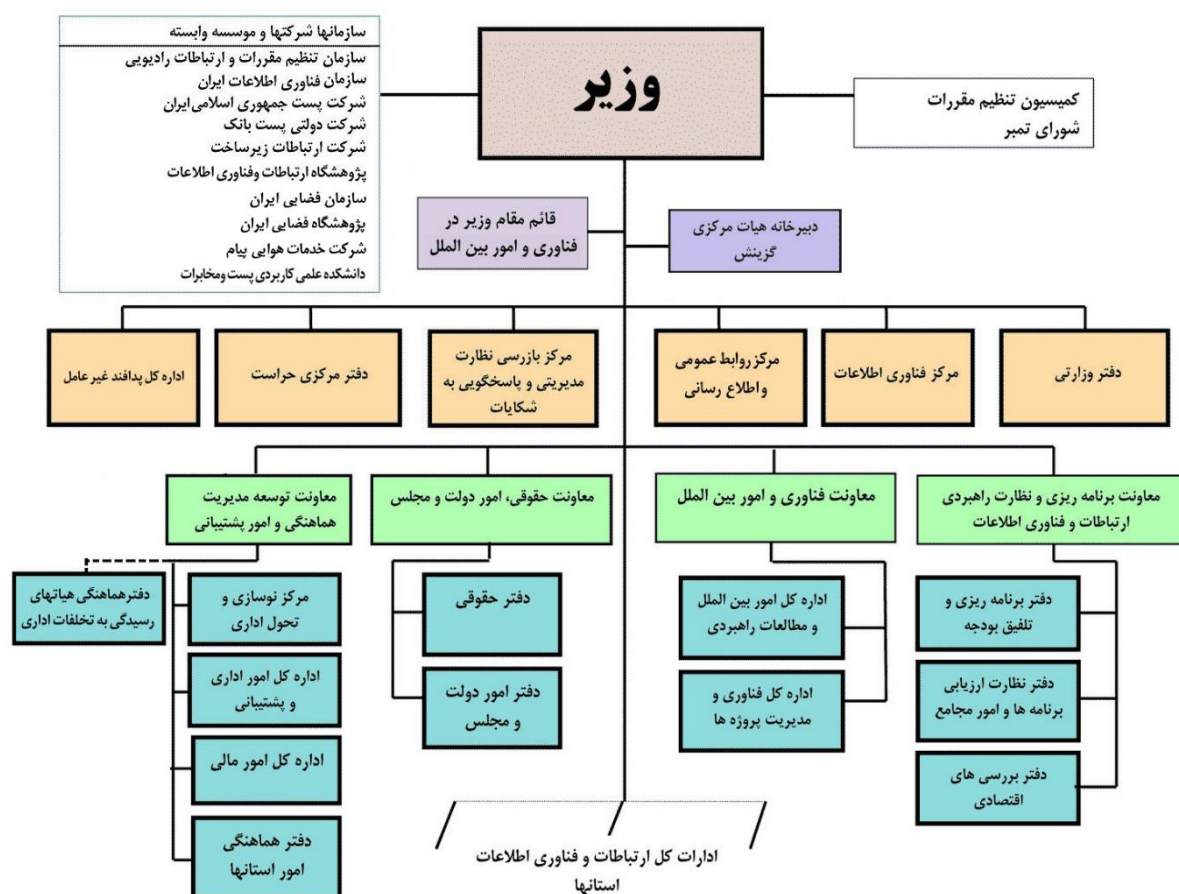 وزیر
سازمانها شرکتها و موسسه وابسته
سازمان تنظیم مقررات و ارتباطات رادیویی
سازمان فناوری اطلاعات ایران
شرکت پست جمهوری اسلامی ایران
شرکت دولتی پست بانک
شرکت ارتباطات زیرساخت
پژوهشگاه ارتباطات وفناوری اطلاعات
سازمان فضایی ایران
پژوهشگاه فضایی ایران
شرکت خدمات هوایی پیام
دانشکده علمی کاربردی پست ومخابرات
کمیسیون تنظیم مقررات
شورای تمبر
قائم مقام وزیر در
فناوری و امور بین الملل
دبیرخانه هیات مرکزی
گزینش
دفتر وزارتی
مرکز فناوری اطلاعات
مرکز روابط عمومی
و اطلاع رسانی
مرکز بازرسی نظارت
مدیریتی و پاسخگویی به
شکایات
دفتر مرکزی حراست
اداره کل پدافند غیر عامل
معاونت برنامه ریزی و نظارت راهبردی
ارتباطات و فناوری اطلاعات
معاونت فناوری و امور بین الملل
معاونت حقوقی، امور دولت و مجلس
معاونت توسعه مدیریت
هماهنگی و امور پشتیبانی
دفتر برنامه ریزی و
تلفیق بودجه
دفتر نظارت ارزیابی
برنامه ها و امور مجامع
دفتر بررسی های
اقتصادی
اداره کل امور بین الملل
و مطالعات راهبردی
اداره کل فناوری و
مدیریت پروژه ها
دفتر حقوقی
دفتر امور دولت
و مجلس
مرکز نوسازی و
تحول اداری
اداره کل امور اداری
و پشتیبانی
اداره کل امور مالی
دفتر هماهنگی
امور استانها
دفترهماهنگی هیاتهای
رسیدگی به تخلفات اداری
ادارات کل ارتباطات و فناوری اطلاعات
استانها